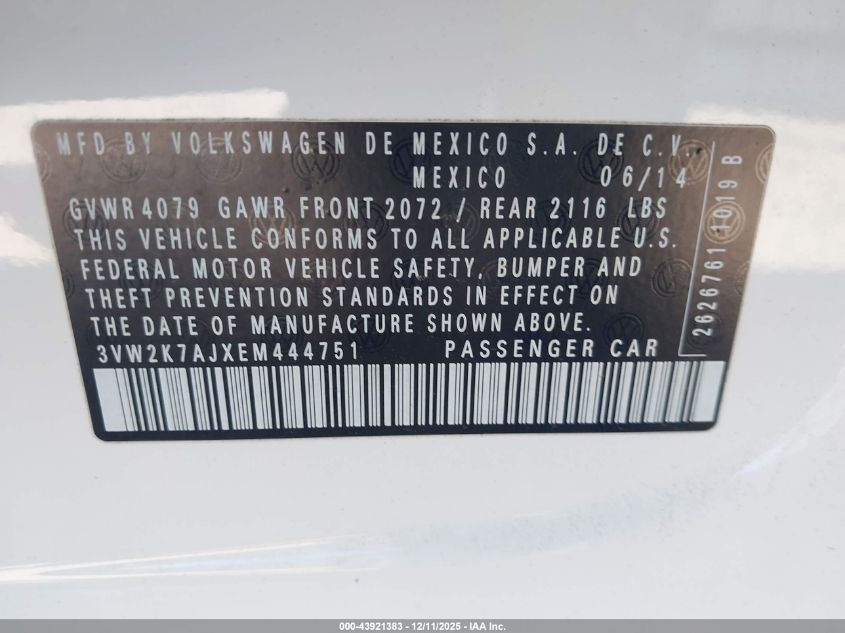 MFD BY VOLKSWAGEN DE MEXICO S.A. DE C.V.
MEXICO 06/14
GVWR 4079 GAWR FRONT 2072 / REAR 2116 LBS
THIS VEHICLE CONFORMS TO ALL APPLICABLE U.S.
FEDERAL MOTOR VEHICLE SAFETY, BUMPER AND
THEFT PREVENTION STANDARDS IN EFFECT ON
THE DATE OF MANUFACTURE SHOWN ABOVE.
3VW2K7AJXEM444751 PASSENGER CAR
2626761 1019 B
000-43921383 - 12/11/2025 - IAA Inc.